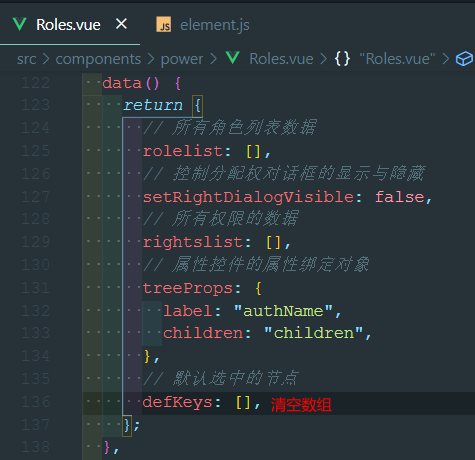 Roles.vue × JS element.js
src > components > power > Roles.vue > {} "Roles.vue" >
122 data() {
123 return {
124 // 所有角色列表数据
125 rolelist: [],
126 // 控制分配权对话框的显示与隐藏
127 setRightDialogVisible: false,
128 // 所有权限的数据
129 rightslist: [],
130 // 属性控件的属性绑定对象
131 treeProps: {
132 label: "authName",
133 children: "children",
134 },
135 // 默认选中的节点
136 defKeys: [], 清空数组
137 };
138 },